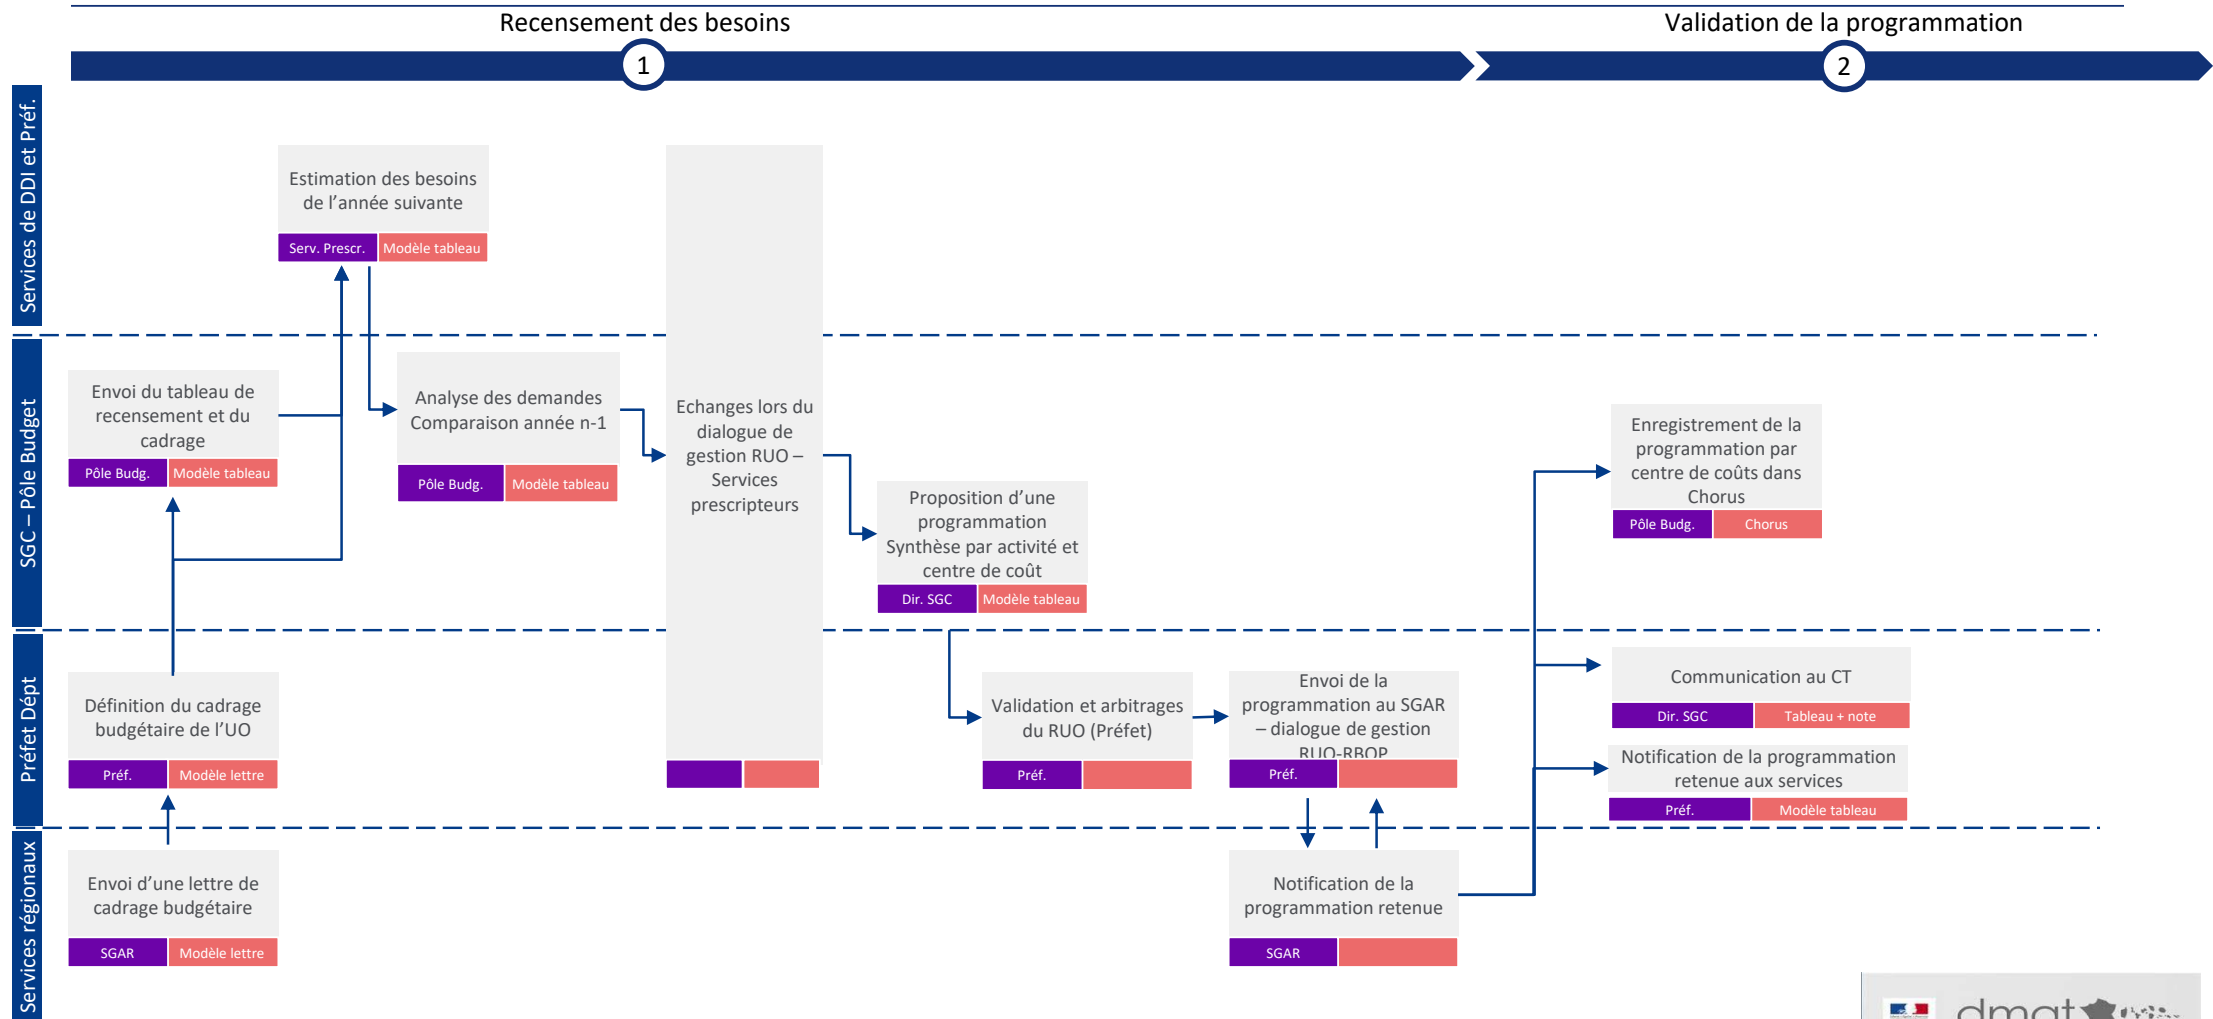 Recensement des besoins
Validation de la programmation
1
2
Services de DDI et Préf.
Estimation des besoins
de l’année suivante
Serv. Prescr.
Modèle tableau
SGC – Pôle Budget
Envoi du tableau de
recensement et du
cadrage
Pôle Budg.
Modèle tableau
Analyse des demandes
Comparaison année n-1
Pôle Budg.
Modèle tableau
Echanges lors du
dialogue de
gestion RUO –
Services
prescripteurs
Proposition d’une
programmation
Synthèse par activité et
centre de coût
Dir. SGC
Modèle tableau
Enregistrement de la
programmation par
centre de coûts dans
Chorus
Pôle Budg.
Chorus
Préfet Dépt
Définition du cadrage
budgétaire de l’UO
Préf.
Modèle lettre
Validation et arbitrages
du RUO (Préfet)
Préf.
Envoi de la
programmation au SGAR
– dialogue de gestion
RUO-RBOP
Préf.
Communication au CT
Dir. SGC
Tableau + note
Notification de la programmation
retenue aux services
Préf.
Modèle tableau
Services régionaux
Envoi d’une lettre de
cadrage budgétaire
SGAR
Modèle lettre
Notification de la
programmation retenue
SGAR
dmat